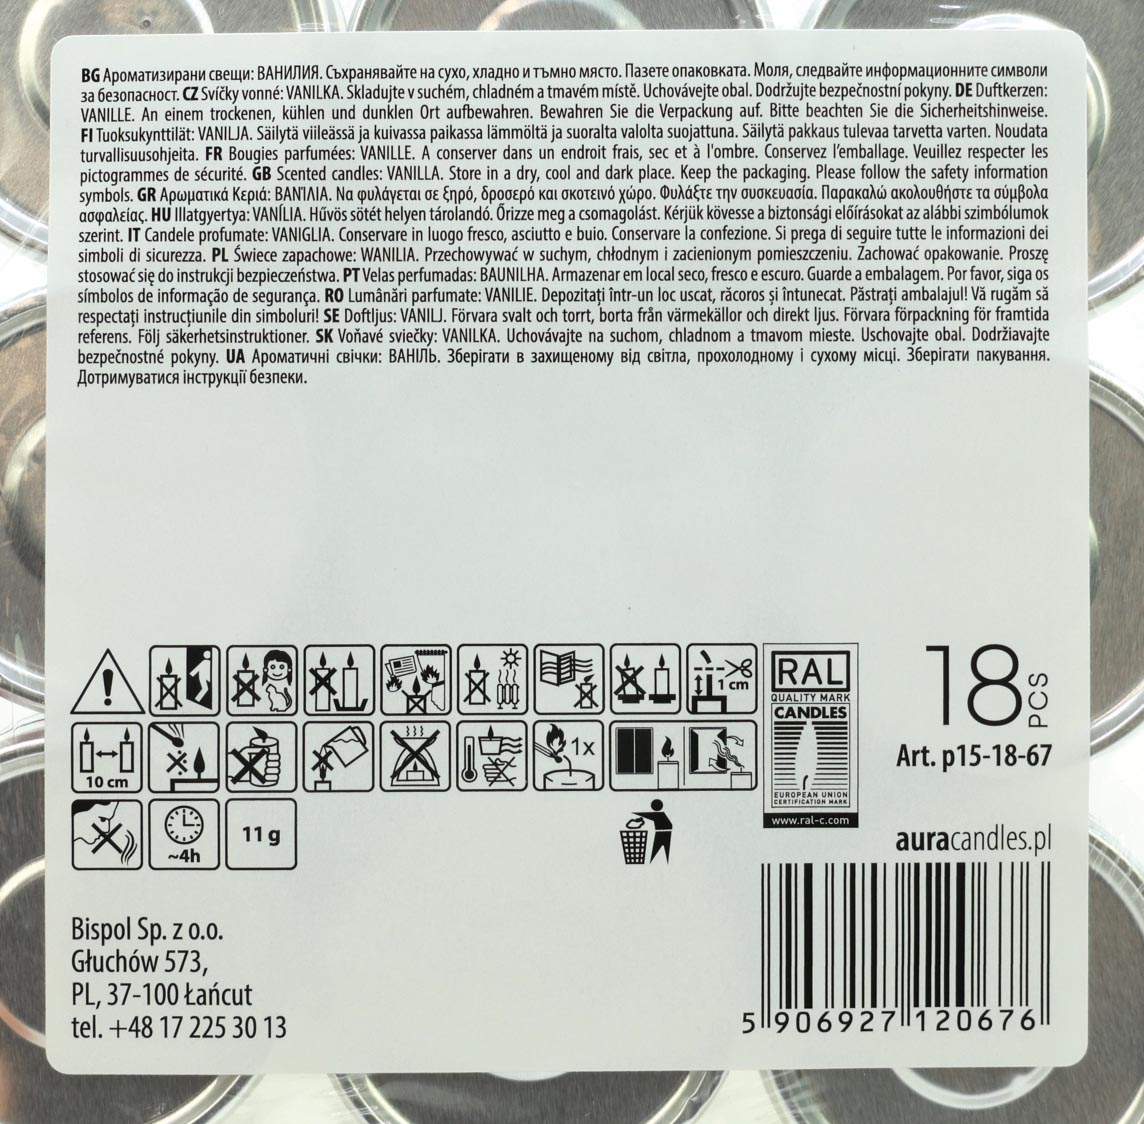 BG Ароматизирани свещи: ВАНИЛИЯ. Съхранявайте на сухо, хладно и тъмно място. Пазете опаковката. Моля, следвайте информационните символи
за безопасност. CZ Svíčky vonné: VANILKA. Skladujte v suchém, chladném a tmavém místě. Uchovávejte obal. Dodržujte bezpečnostní pokyny. DE Duftkerzen:
VANILLE. An einem trockenen, kühlen und dunklen Ort aufbewahren. Bewahren Sie die Verpackung auf. Bitte beachten Sie die Sicherheitshinweise.
FI Tuoksukynttilät: VANILJA. Säilytä viileässä ja kuivassa paikassa lämmöltä ja suoralta valolta suojattuna. Säilytä pakkaus tulevaa tarvetta varten. Noudata
turvallisuusohjeita. FR Bougies parfumées: VANILLE. A conserver dans un endroit frais, sec et à l'ombre. Conservez l'emballage. Veuillez respecter les
pictogrammes de sécurité. GB Scented candles: VANILLA. Store in a dry, cool and dark place. Keep the packaging. Please follow the safety information
symbols. GR Αρωματικά Κεριά: ΒΑΝΊΛΙΑ. Να φυλάγεται σε ξηρό, δροσερό και σκοτεινό χώρο. Φυλάξτε την συσκευασία. Παρακαλώ ακολουθήστε τα σύμβολα
ασφαλείας. HU Illatgyertya: VANÍLIA. Hűvös sötét helyen tárolandó. Őrizze meg a csomagolást. Kérjük kövesse a biztonsági előírásokat az alábbi szimbólumok
szerint. IT Candele profumate: VANIGLIA. Conservare in luogo fresco, asciutto e buio. Conservare la confezione. Si prega di seguire tutte le informazioni dei
simboli di sicurezza. PL Świece zapachowe: WANILIA. Przechowywać w suchym, chłodnym i zacienionym pomieszczeniu. Zachować opakowanie. Proszę
stosować się do instrukcji bezpieczeństwa. PT Velas perfumadas: BAUNILHA. Armazenar em local seco, fresco e escuro. Guarde a embalagem. Por favor, siga os
símbolos de informação de segurança. RO Lumânări parfumate: VANILIE. Depozitați într-un loc uscat, răcoros și întunecat. Păstrați ambalajul! Vă rugăm să
respectați instrucțiunile din simboluri! SE Doftljus: VANILJ. Förvara svalt och torrt, borta från värmekällor och direkt ljus. Förvara förpackning för framtida
referens. Följ säkerhetsinstruktioner. SK Voňavé sviečky: VANILKA. Uchovávajte na suchom, chladnom a tmavom mieste. Uschovajte obal. Dodržiavajte
bezpečnostné pokyny. UA Ароматичні свічки: ВАНІЛЬ. Зберігати в захищеному від світла, прохолодному і сухому місці. Зберігати пакування.
Дотримуватися інструкції безпеки.
1 cm
10 cm
1x
~4h
11 g
RAL
QUALITY MARK
CANDLES
EUROPEAN UNION
CERTIFICATION MARK
www.ral-c.com
18 PCS
Art. p15-18-67
auracandles.pl
Bispol Sp. z o.o.
Głuchów 573,
PL, 37-100 Łańcut
tel. +48 17 225 30 13
5 906927 120676